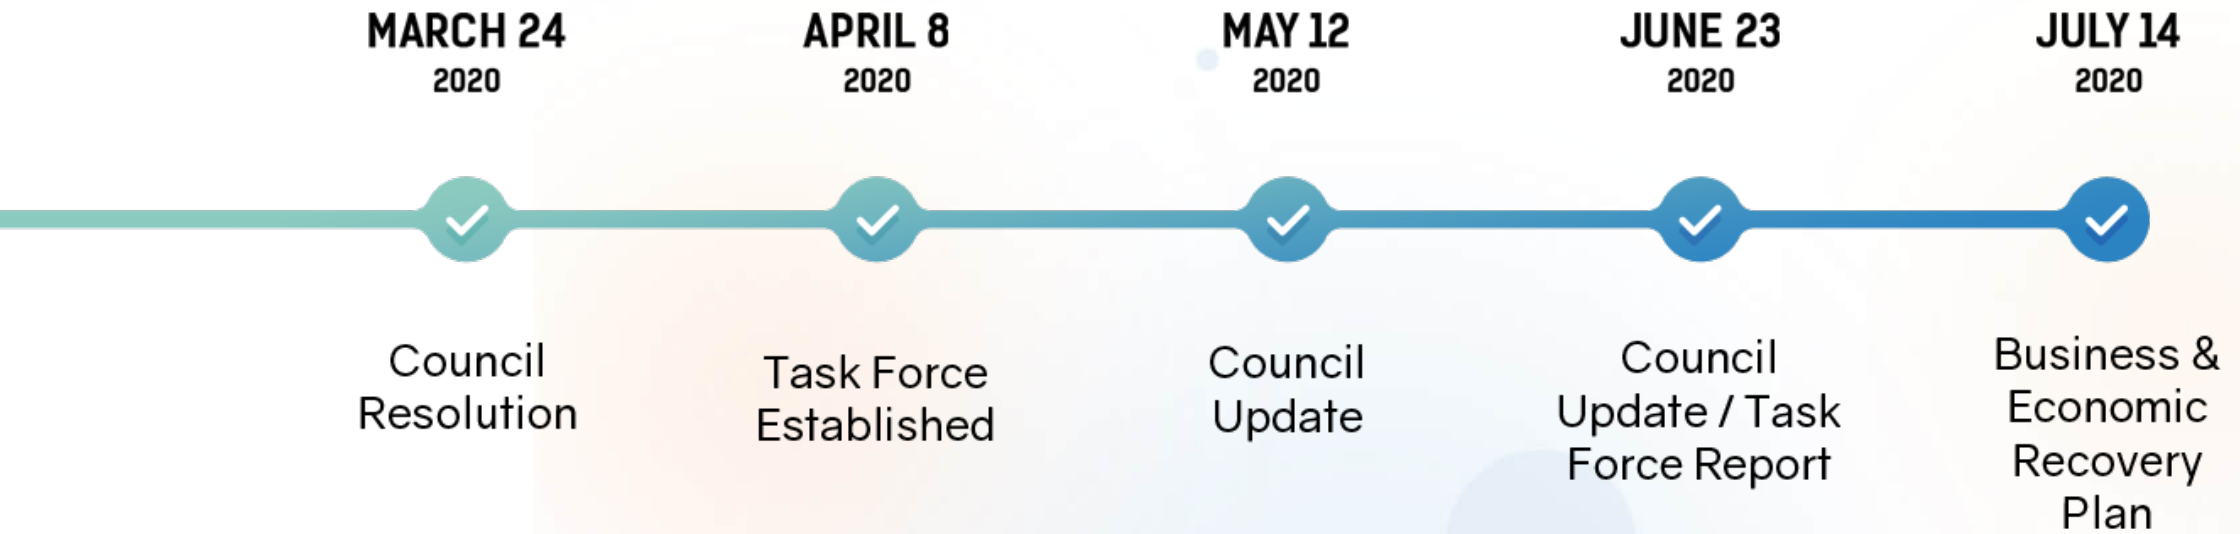 MARCH 24
2020
APRIL 8
2020
MAY 12
2020
JUNE 23
2020
JULY 14
2020
Council
Resolution
Task Force
Established
Council
Update
Council
Update / Task
Force Report
Business &
Economic
Recovery
Plan